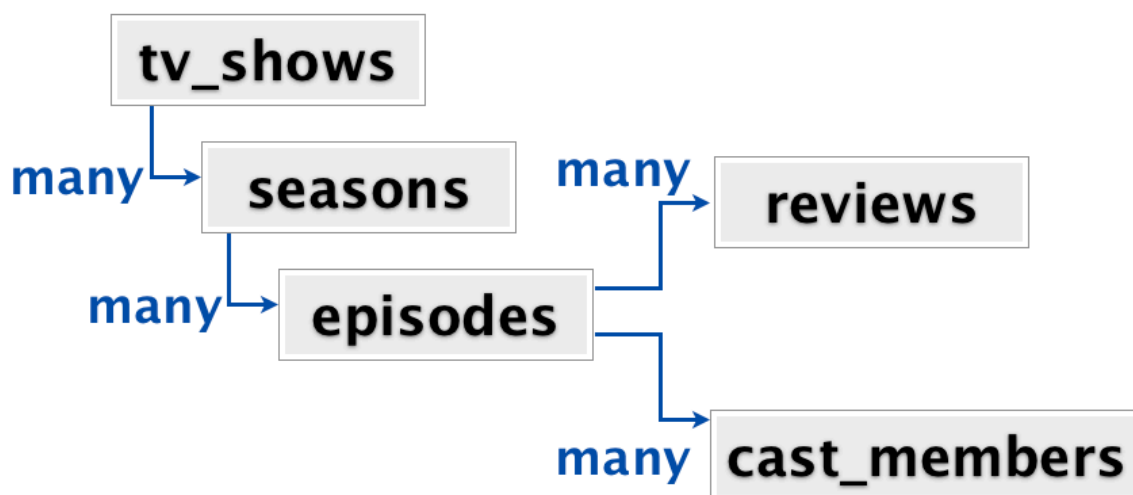 tv_shows
many
seasons
many
reviews
many
episodes
many
cast_members